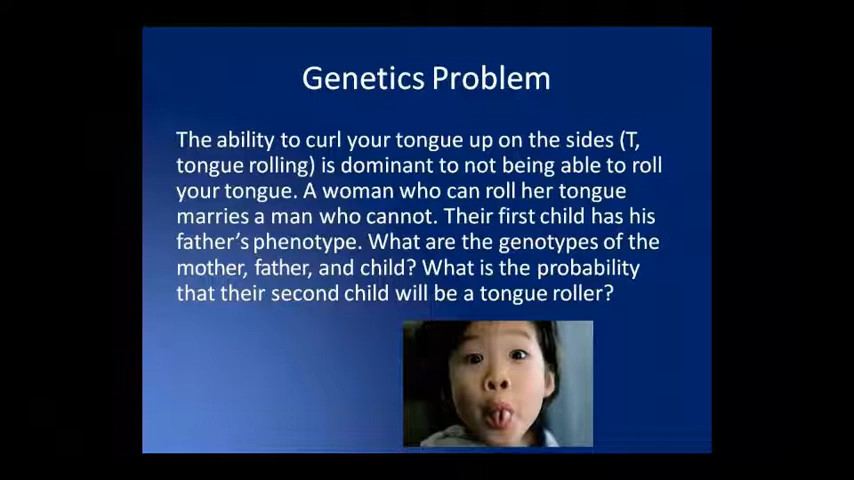 Genetics Problem
The ability to curl your tongue up on the sides (T,
tongue rolling) is dominant to not being able to roll
your tongue. A woman who can roll her tongue
marries a man who cannot. Their first child has his
father's phenotype. What are the genotypes of the
mother, father, and child? What is the probability
that their second child will be a tongue roller?